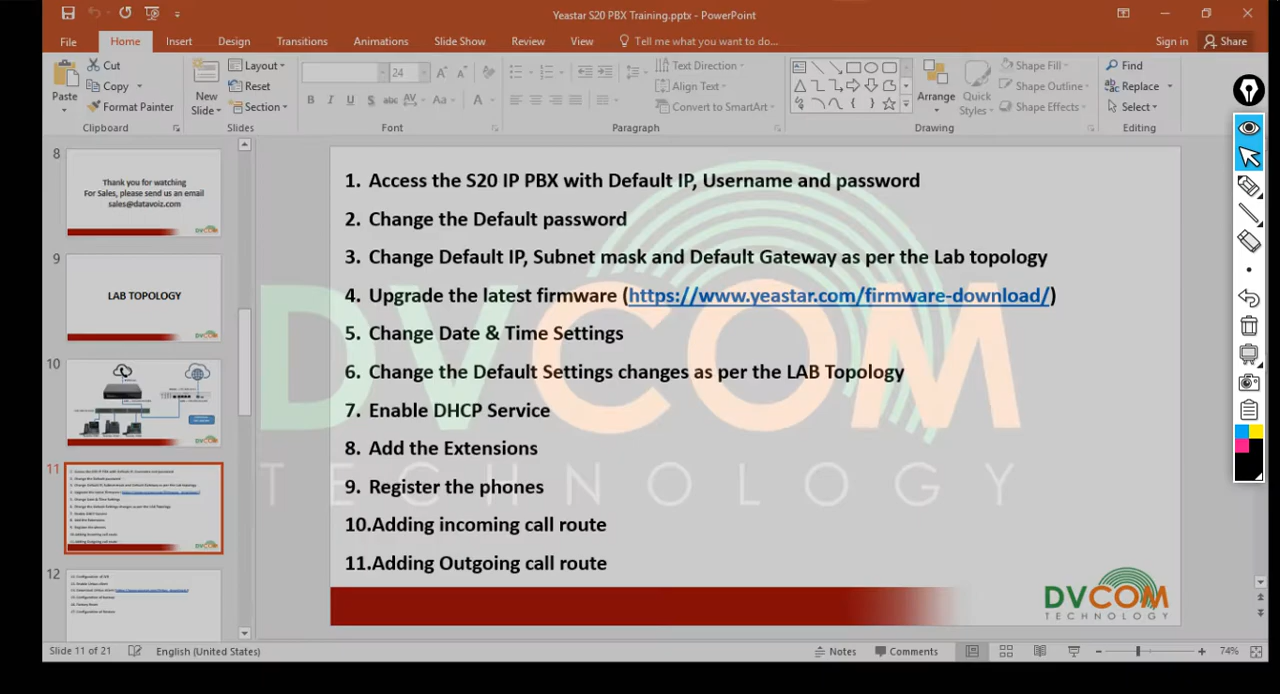 Yeastar S20 PBX Training.pptx - PowerPoint
File Home Insert Design Transitions Animations Slide Show Review View Tell me what you want to do... Sign in Share
Paste
Cut
Copy
Format Painter
Clipboard
New
Slide
Layout
Reset
Section
Slides
24
B I U S abc AV Aa A
Font
Text Direction
Align Text
Convert to SmartArt
Paragraph
Arrange
Quick
Styles
Shape Fill
Shape Outline
Shape Effects
Drawing
Find
Replace
Select
Editing
8
Thank you for watching
For Sales, please send us an email
sales@datavoiz.com
9
LAB TOPOLOGY
10
11
12
1. Access the S20 IP PBX with Default IP, Username and password
2. Change the Default password
3. Change Default IP, Subnet mask and Default Gateway as per the Lab topology
4. Upgrade the latest firmware (https://www.yeastar.com/firmware-download/)
5. Change Date & Time Settings
6. Change the Default Settings changes as per the LAB Topology
7. Enable DHCP Service
8. Add the Extensions
9. Register the phones
10.Adding incoming call route
11.Adding Outgoing call route
DVCOM
TECHNOLOGY
DVCOM
TECHNOLOGY
Slide 11 of 21 English (United States) Notes Comments 74%